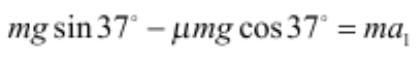 mg sin 37° − μmg cos 37° = ma₁